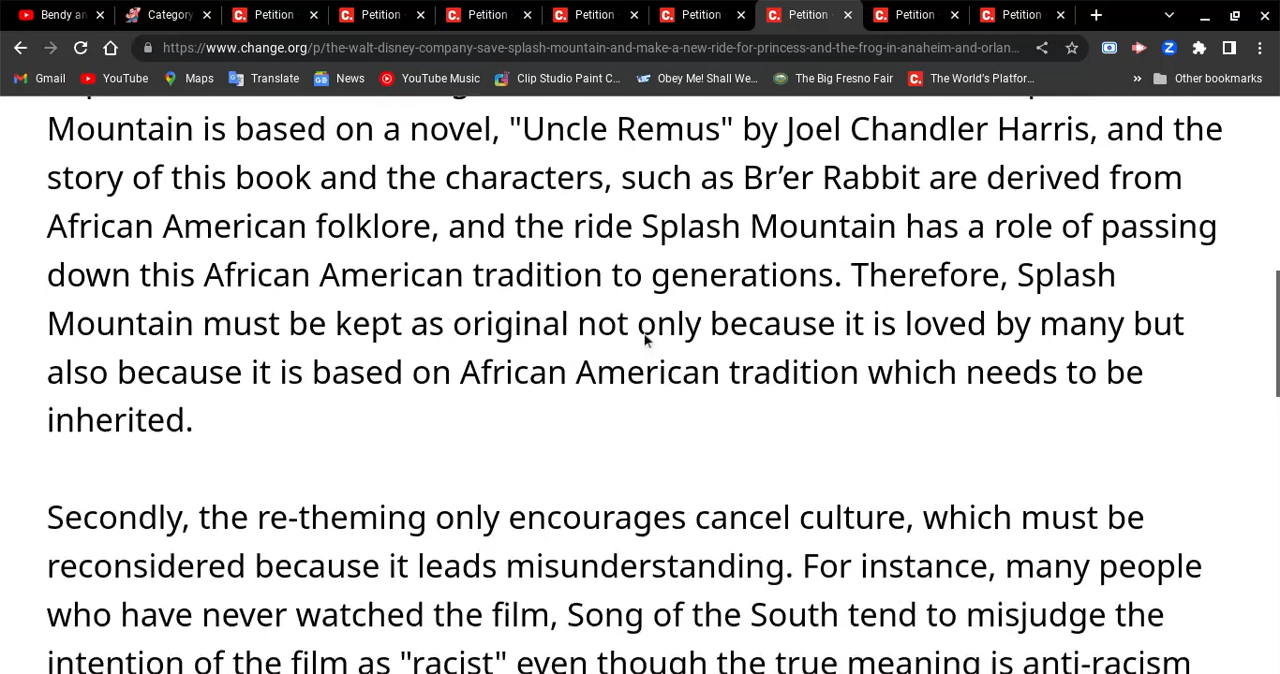 Bendy an
Category
Petition
Petition
Petition
Petition
Petition
Petition
Petition
Petition
https://www.change.org/p/the-walt-disney-company-save-splash-mountain-and-make-a-new-ride-for-princess-and-the-frog-in-anaheim-and-orlan...
Gmail
YouTube
Maps
Translate
News
YouTube Music
Clip Studio Paint C...
Obey Me! Shall We...
The Big Fresno Fair
The World's Platfor...
Other bookmarks
Mountain is based on a novel, "Uncle Remus" by Joel Chandler Harris, and the
story of this book and the characters, such as Br’er Rabbit are derived from
African American folklore, and the ride Splash Mountain has a role of passing
down this African American tradition to generations. Therefore, Splash
Mountain must be kept as original not only because it is loved by many but
also because it is based on African American tradition which needs to be
inherited.
Secondly, the re-theming only encourages cancel culture, which must be
reconsidered because it leads misunderstanding. For instance, many people
who have never watched the film, Song of the South tend to misjudge the
intention of the film as "racist" even though the true meaning is anti-racism